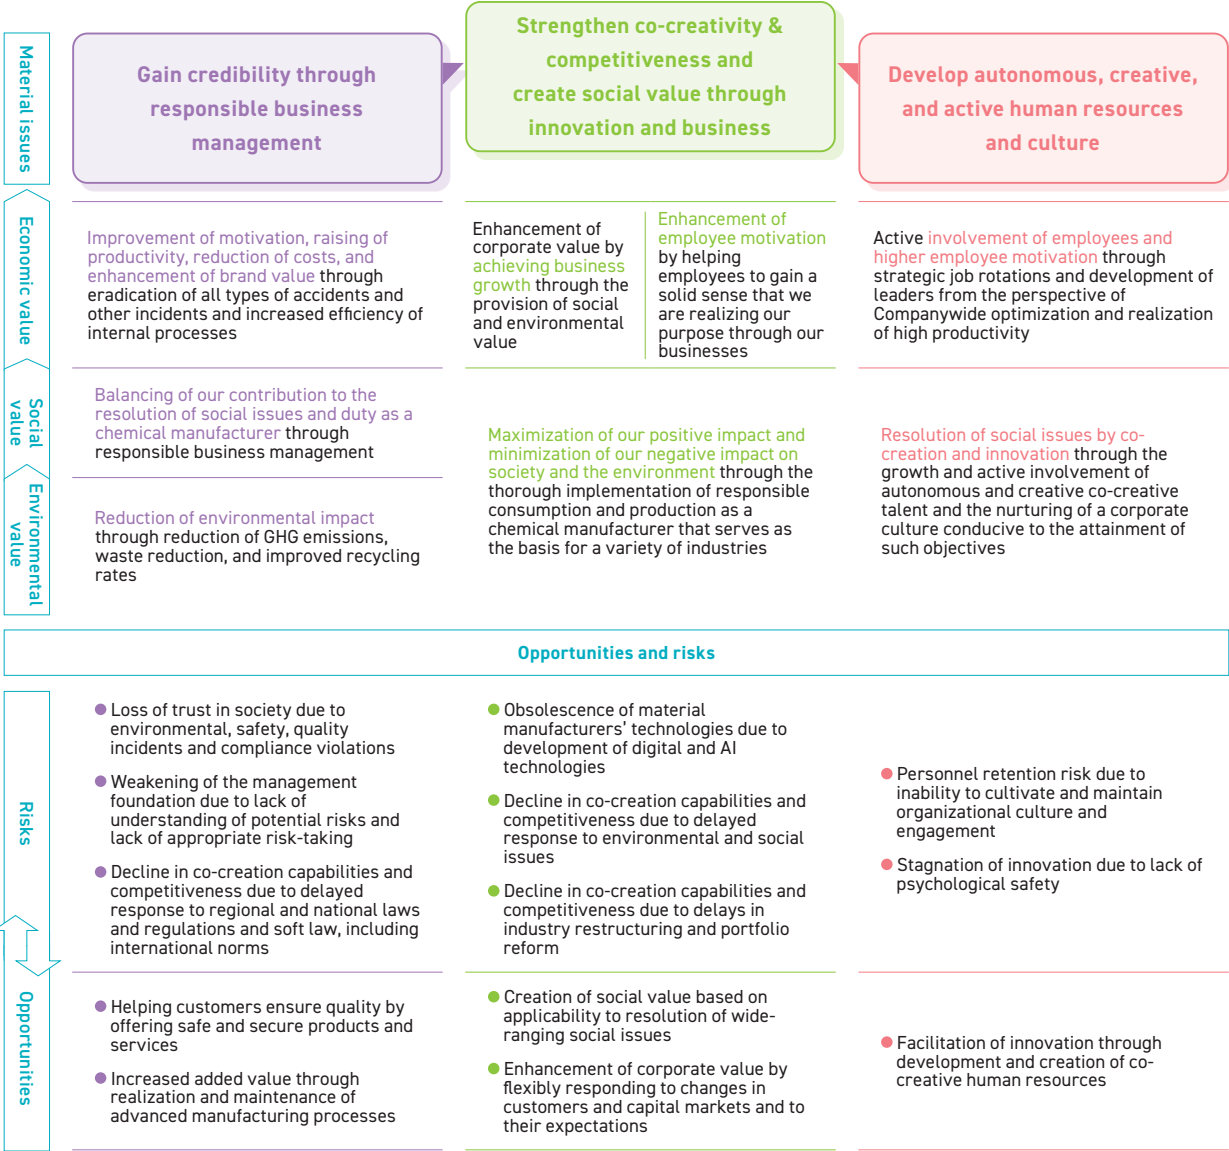 Material issues
Gain credibility through
responsible business
management
Strengthen co-creativity &
competitiveness and
create social value through
innovation and business
Develop autonomous, creative,
and active human resources
and culture
Economic value
Improvement of motivation, raising of
productivity, reduction of costs, and
enhancement of brand value through
eradication of all types of accidents and
other incidents and increased efficiency of
internal processes
Enhancement of
corporate value by
achieving business
growth through the
provision of social
and environmental
value
Enhancement of
employee motivation
by helping
employees to gain a
solid sense that we
are realizing our
purpose through our
businesses
Active involvement of employees and
higher employee motivation through
strategic job rotations and development of
leaders from the perspective of
Companywide optimization and realization
of high productivity
Social
value
Balancing of our contribution to the
resolution of social issues and duty as a
chemical manufacturer through
responsible business management
Environmental
value
Reduction of environmental impact
through reduction of GHG emissions,
waste reduction, and improved recycling
rates
Maximization of our positive impact and
minimization of our negative impact on
society and the environment through the
thorough implementation of responsible
consumption and production as a
chemical manufacturer that serves as
the basis for a variety of industries
Resolution of social issues by co-
creation and innovation through the
growth and active involvement of
autonomous and creative co-creative
talent and the nurturing of a corporate
culture conducive to the attainment of
such objectives
Opportunities and risks
Risks
● Loss of trust in society due to
environmental, safety, quality
incidents and compliance violations
● Weakening of the management
foundation due to lack of
understanding of potential risks and
lack of appropriate risk-taking
● Decline in co-creation capabilities and
competitiveness due to delayed
response to regional and national laws
and regulations and soft law, including
international norms
● Obsolescence of material
manufacturers’ technologies due to
development of digital and AI
technologies
● Decline in co-creation capabilities and
competitiveness due to delayed
response to environmental and social
issues
● Decline in co-creation capabilities and
competitiveness due to delays in
industry restructuring and portfolio
reform
● Personnel retention risk due to
inability to cultivate and maintain
organizational culture and
engagement
● Stagnation of innovation due to lack of
psychological safety
Opportunities
● Helping customers ensure quality by
offering safe and secure products and
services
● Increased added value through
realization and maintenance of
advanced manufacturing processes
● Creation of social value based on
applicability to resolution of wide-
ranging social issues
● Enhancement of corporate value by
flexibly responding to changes in
customers and capital markets and to
their expectations
● Facilitation of innovation through
development and creation of co-
creative human resources